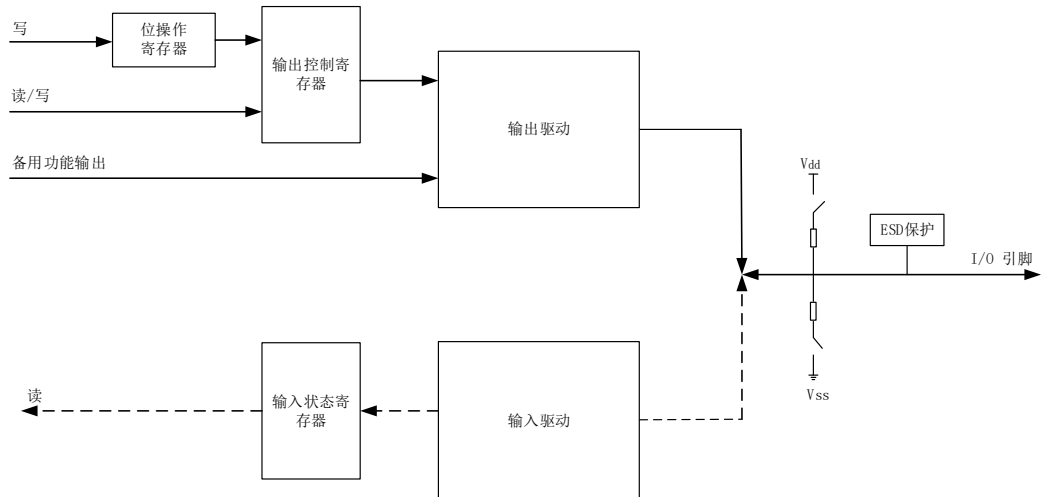 写
位操作
寄存器
输出控制寄
存器
读/写
输出驱动
备用功能输出
Vdd
ESD保护
I/O 引脚
Vss
读
输入状态寄
存器
输入驱动